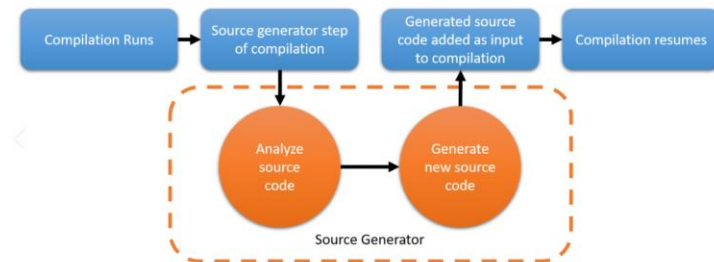 Compilation Runs
Source generator step
of compilation
Generated source
code added as input
to compilation
Compilation resumes
Analyze
source
code
Generate
new source
code
Source Generator